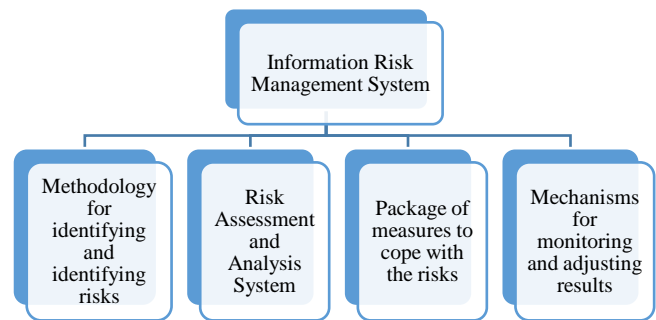 Information Risk
Management System
Methodology
for
identifying
and
identifying
risks
Risk
Assessment
and
Analysis
System
Package of
measures to
cope with
the risks
Mechanisms
for
monitoring
and adjusting
results